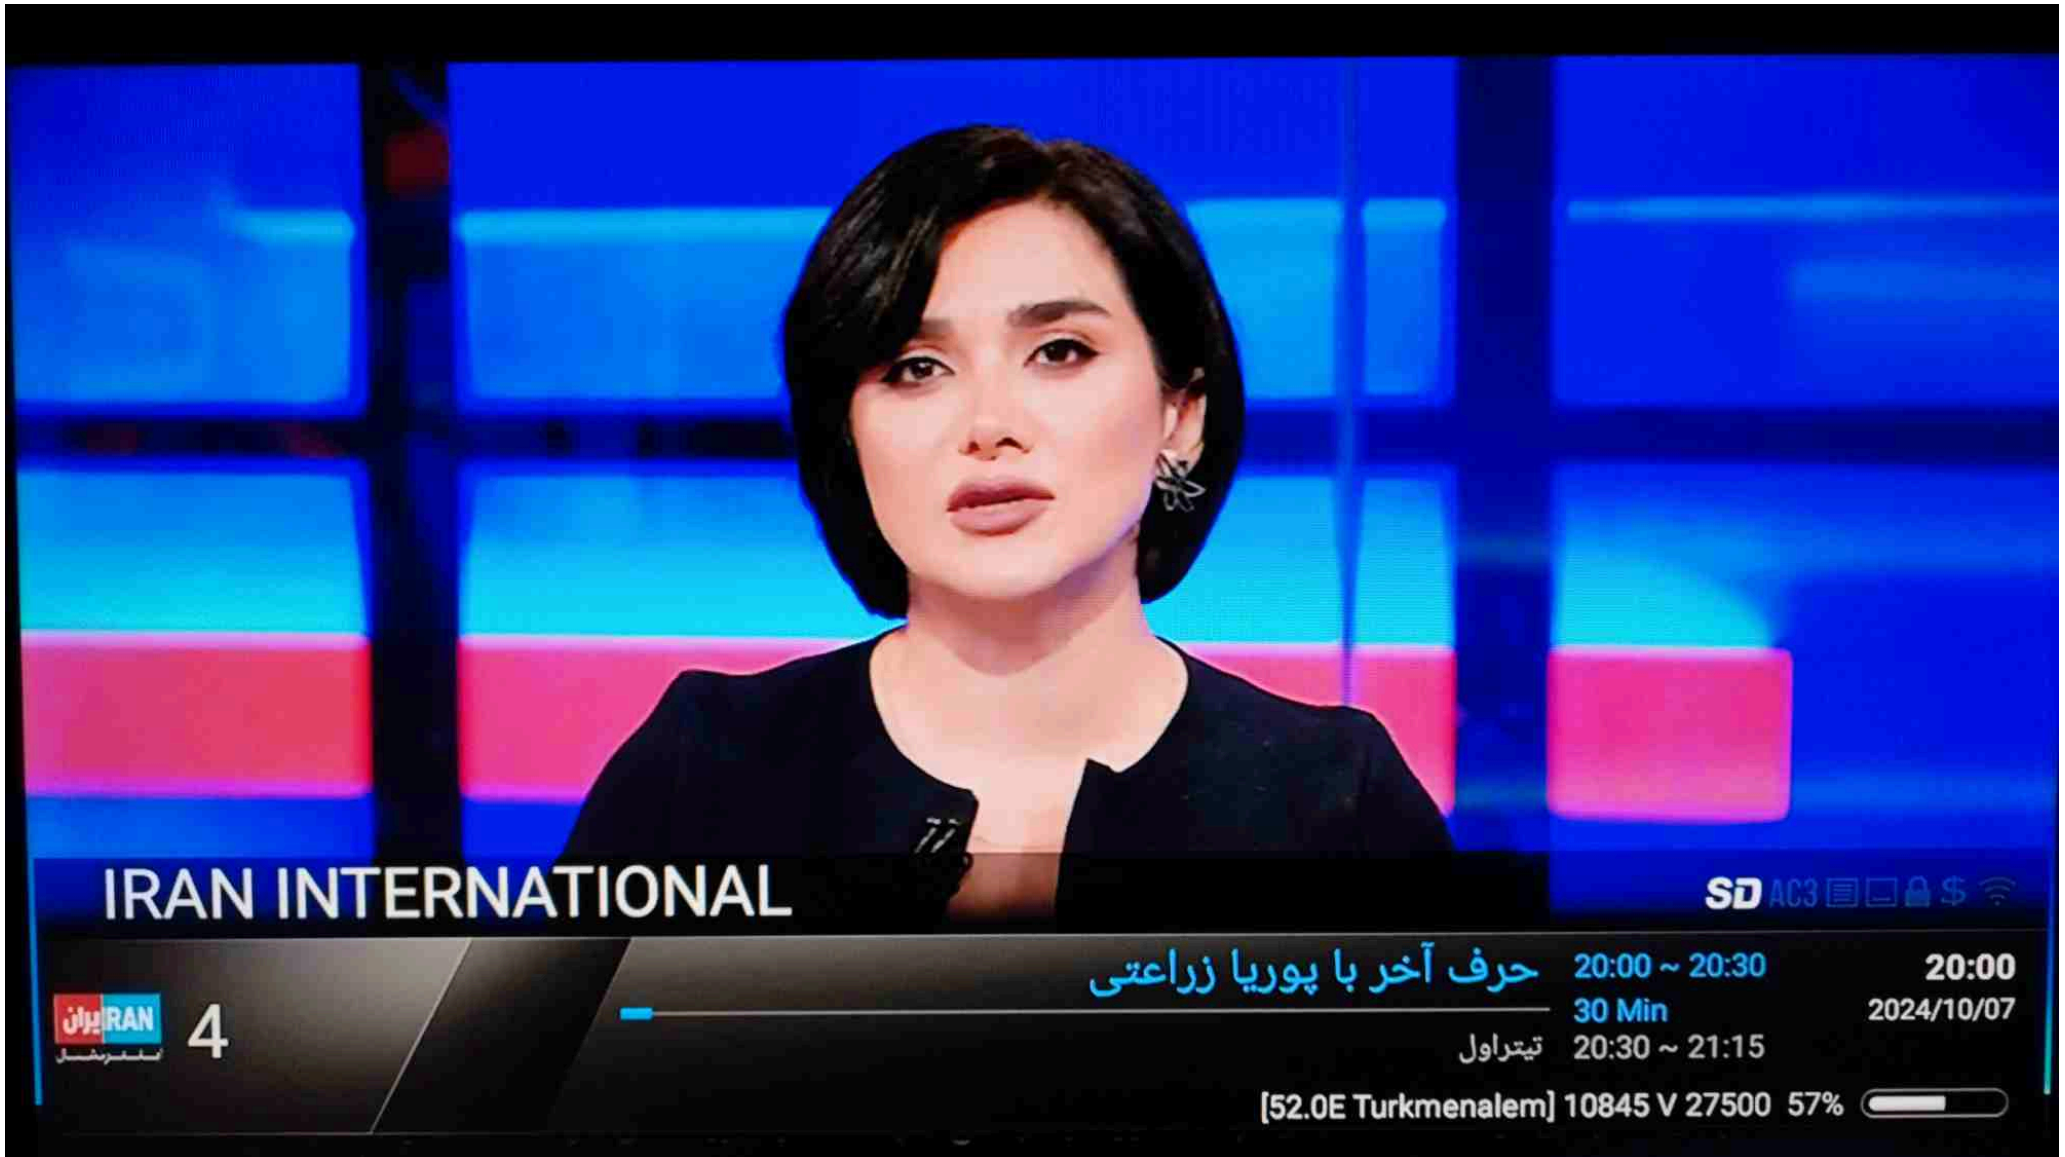 IRAN INTERNATIONAL
SD AC3 $
حرف آخر با پوریا زراعتی 20:00 ~ 20:30 20:00
30 Min 2024/10/07
ایران IRAN 4
اینترنشنال
تیتراول 20:30 ~ 21:15
[52.0E Turkmenalem] 10845 V 27500 57%